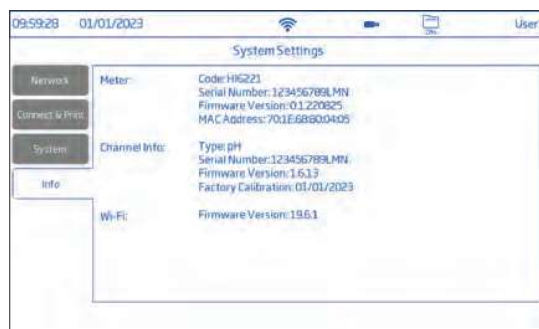 09:59:28 01/01/2023 User
System Settings
Network
Connect & Print
System
Info
Meter: Code: HI6221
Serial Number: 123456789LMN
Firmware Version: 0.1.220825
MAC Address: 70:1E:68:80:04:05
Channel Info: Type: pH
Serial Number: 123456789LMN
Firmware Version: 1.6.13
Factory Calibration: 01/01/2023
Wi-Fi: Firmware Version: 19.6.1